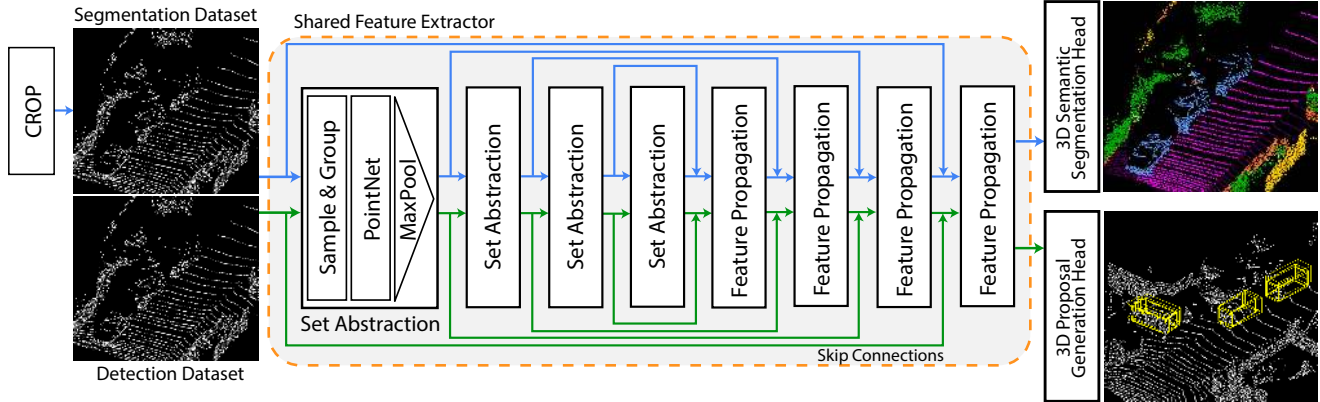 Segmentation Dataset
Shared Feature Extractor
CROP
Sample & Group
PointNet
MaxPool
Set Abstraction
Set Abstraction
Set Abstraction
Set Abstraction
Feature Propagation
Feature Propagation
Feature Propagation
Feature Propagation
Skip Connections
3D Semantic
Segmentation Head
3D Proposal
Generation Head
Detection Dataset